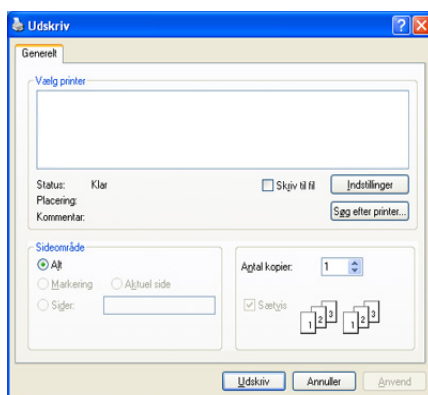 Udskriv
Generelt
Vælg printer
Status: Klar
Skriv til fil
Indstillinger
Placering:
Kommentar:
Søg efter printer...
Sideområde
Alt
Markering
Aktuel side
Sider:
Antal kopier: 1
Sætvis
1 2 3 1 2 3
Udskriv
Annuller
Anvend